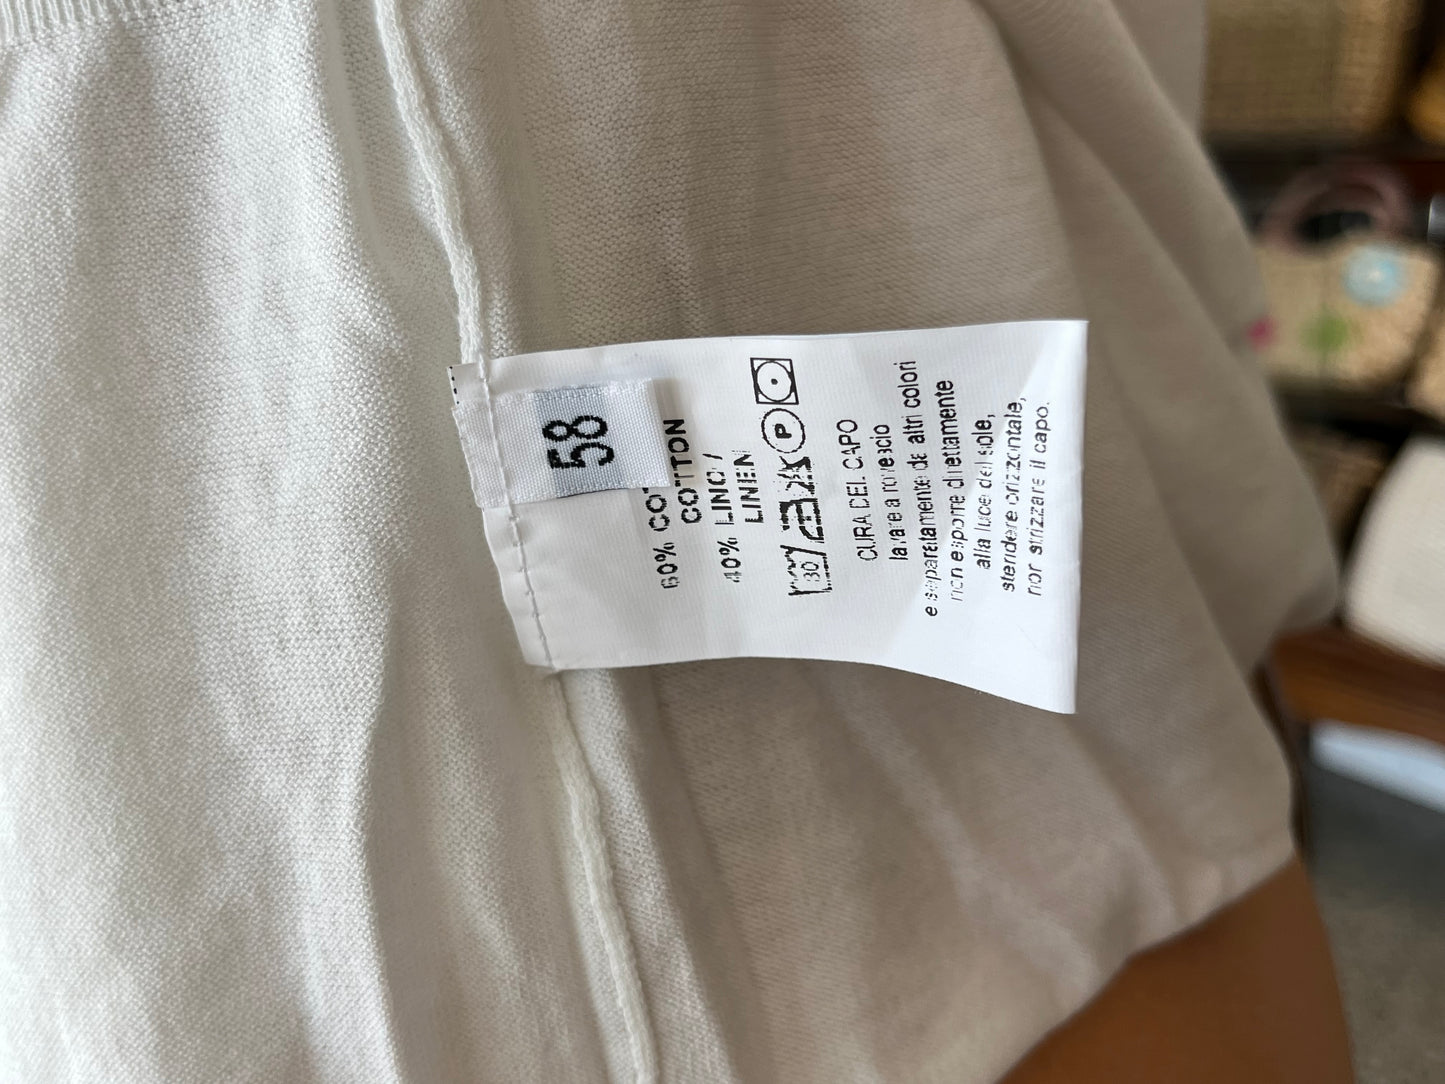 58
60% CO
COTTON
40% LINO /
LINEN
30
P
CURA DEL CAPO
lavare a rovescio
e separatamente da altri colori
non esporre direttamente
alla luce del sole,
stendere orizzontale,
non strizzare il capo.